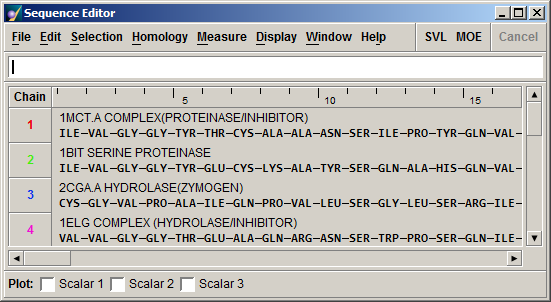 Sequence Editor
File Edit Selection Homology Measure Display Window Help SVL MOE Cancel
Chain 5 10 15
1MCT.A COMPLEX(PROTEINASE/INHIBITOR)
1 ILE–VAL–GLY–GLY–TYR–THR–CYS–ALA–ALA–ASN–SER–ILE–PRO–TYR–GLN–VAL–
1BIT SERINE PROTEINASE
2 ILE–VAL–GLY–GLY–TYR–GLU–CYS–LYS–ALA–TYR–SER–GLN–ALA–HIS–GLN–VAL–
2CGA.A HYDROLASE(ZYMOGEN)
3 CYS–GLY–VAL–PRO–ALA–ILE–GLN–PRO–VAL–LEU–SER–GLY–LEU–SER–ARG–ILE–
1ELG COMPLEX (HYDROLASE/INHIBITOR)
4 VAL–VAL–GLY–GLY–THR–GLU–ALA–GLN–ARG–ASN–SER–TRP–PRO–SER–GLN–ILE–
Plot: Scalar 1 Scalar 2 Scalar 3